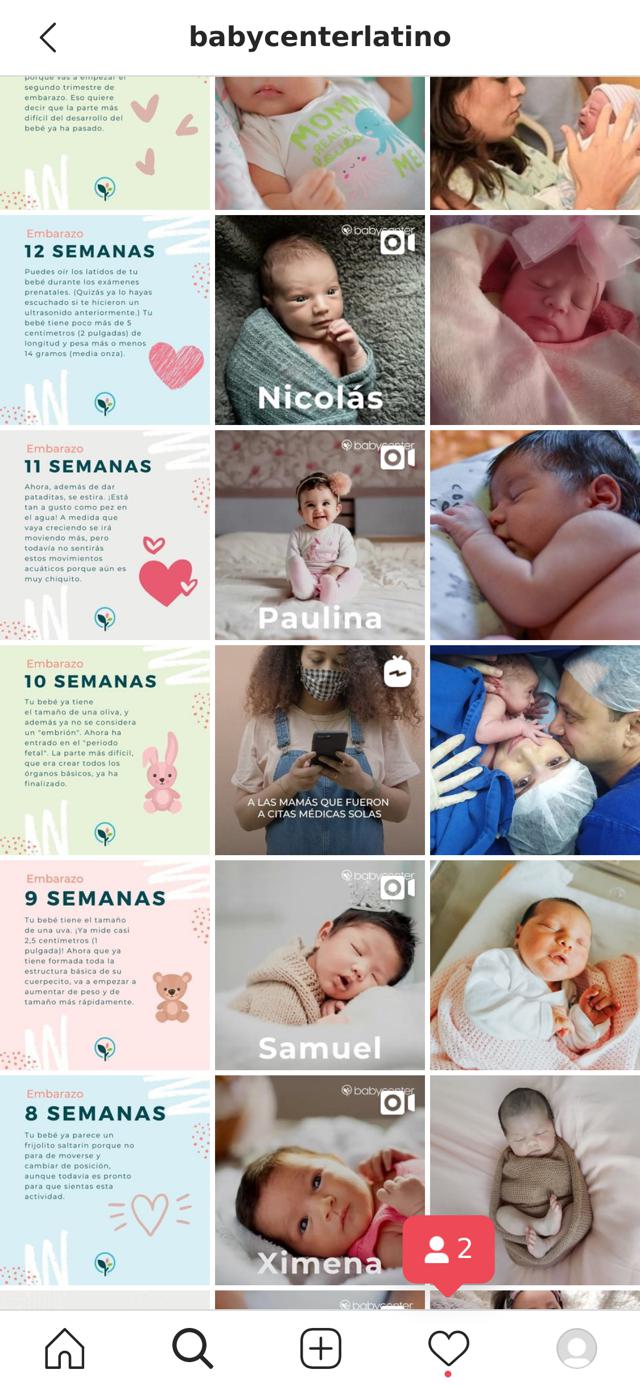 babycenterlatino
porque vas a empezar el
segundo trimestre de
embarazo. Eso quiere
decir que la parte más
difícil del desarrollo del
bebé ya ha pasado.
MOMMY
REALLY
ME!
Embarazo
12 SEMANAS
Puedes oír los latidos de tu
bebé durante los exámenes
prenatales. (Quizás ya lo hayas
escuchado si te hicieron un
ultrasonido anteriormente.) Tu
bebé tiene poco más de 5
centímetros (2 pulgadas) de
longitud y pesa más o menos
14 gramos (media onza).
babycenter
Nicolás
Embarazo
11 SEMANAS
Ahora, además de dar
pataditas, se estira. ¡Está
tan a gusto como pez en
el agua! A medida que
vaya creciendo se irá
moviendo más, pero
todavía no sentirás
estos movimientos
acuáticos porque aún es
muy chiquito.
babycenter
Paulina
Embarazo
10 SEMANAS
Tu bebé ya tiene
el tamaño de una oliva, y
además ya no se considera
un "embrión". Ahora ha
entrado en el "periodo
fetal". La parte más difícil,
que era crear todos los
órganos básicos, ya ha
finalizado.
A LAS MAMÁS QUE FUERON
A CITAS MÉDICAS SOLAS
Embarazo
9 SEMANAS
Tu bebé tiene el tamaño
de una uva. ¡Ya mide casi
2,5 centímetros (1
pulgada)! Ahora que ya
tiene formada toda la
estructura básica de su
cuerpecito, va a empezar a
aumentar de peso y de
tamaño más rápidamente.
babycenter
Samuel
Embarazo
8 SEMANAS
Tu bebé ya parece un
frijolito saltarín porque no
para de moverse y
cambiar de posición,
aunque todavía es pronto
para que sientas esta
actividad.
babycenter
Ximena
2
babycenter